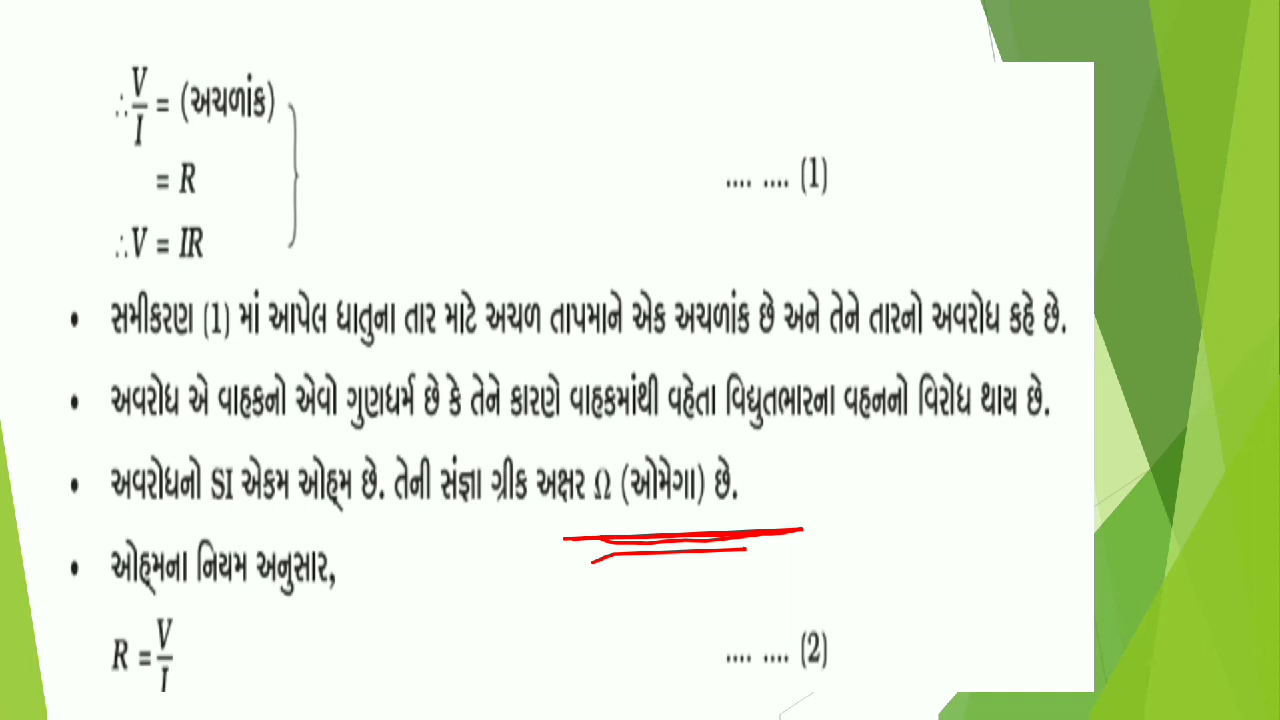 ∴ V/I = (અચળાંક)
= R .... .... (1)
∴ V = IR
• સમીકરણ (1) માં આપેલ ધાતુના તાર માટે અચળ તાપમાને એક અચળાંક છે અને તેને તારનો અવરોધ કહે છે.
• અવરોધ એ વાહકનો એવો ગુણધર્મ છે કે તેને કારણે વાહકમાંથી વહેતા વિદ્યુતભારના વહનનો વિરોધ થાય છે.
• અવરોધનો SI એકમ ઓહ્મ છે. તેની સંજ્ઞા ગ્રીક અક્ષર Ω (ઓમેગા) છે.
• ઓહ્મના નિયમ અનુસાર,
R = V/I .... .... (2)